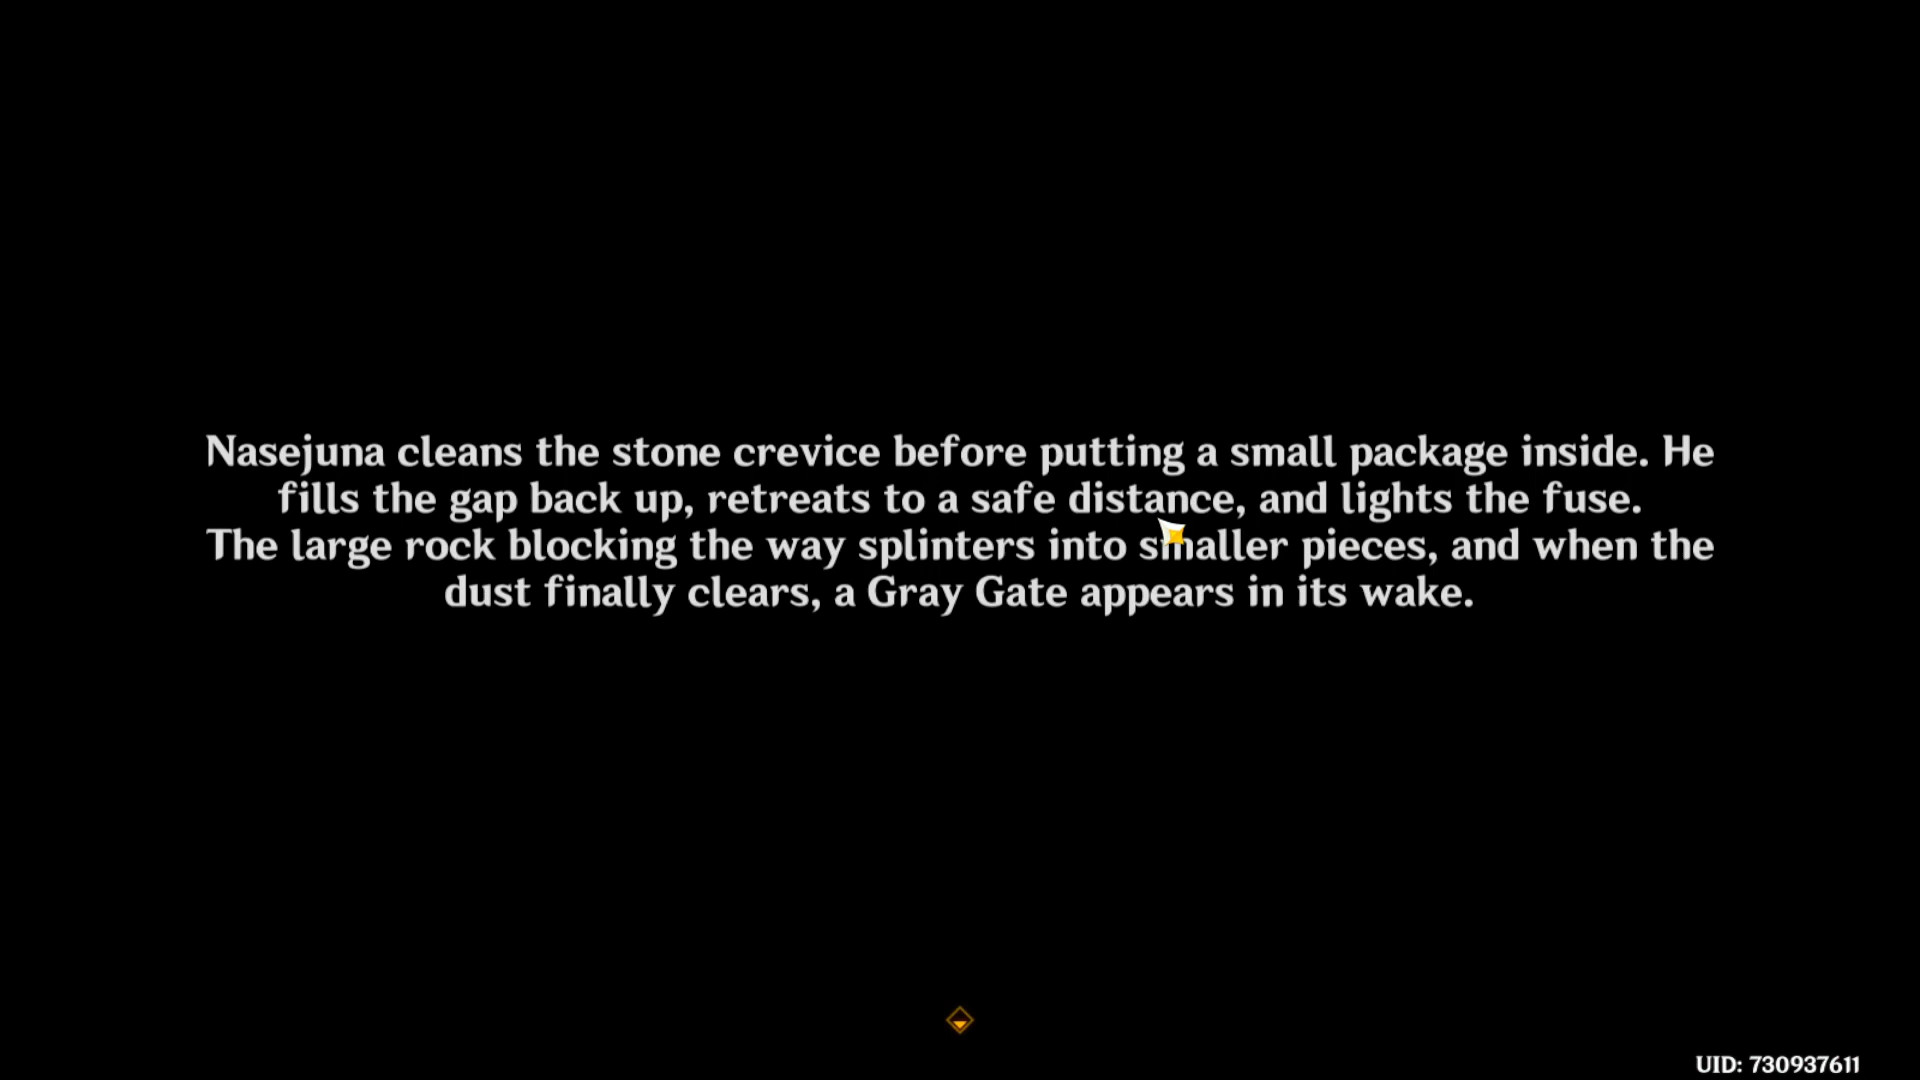 Nasejuna cleans the stone crevice before putting a small package inside. He
fills the gap back up, retreats to a safe distance, and lights the fuse.
The large rock blocking the way splinters into smaller pieces, and when the
dust finally clears, a Gray Gate appears in its wake.
UID: 730937611